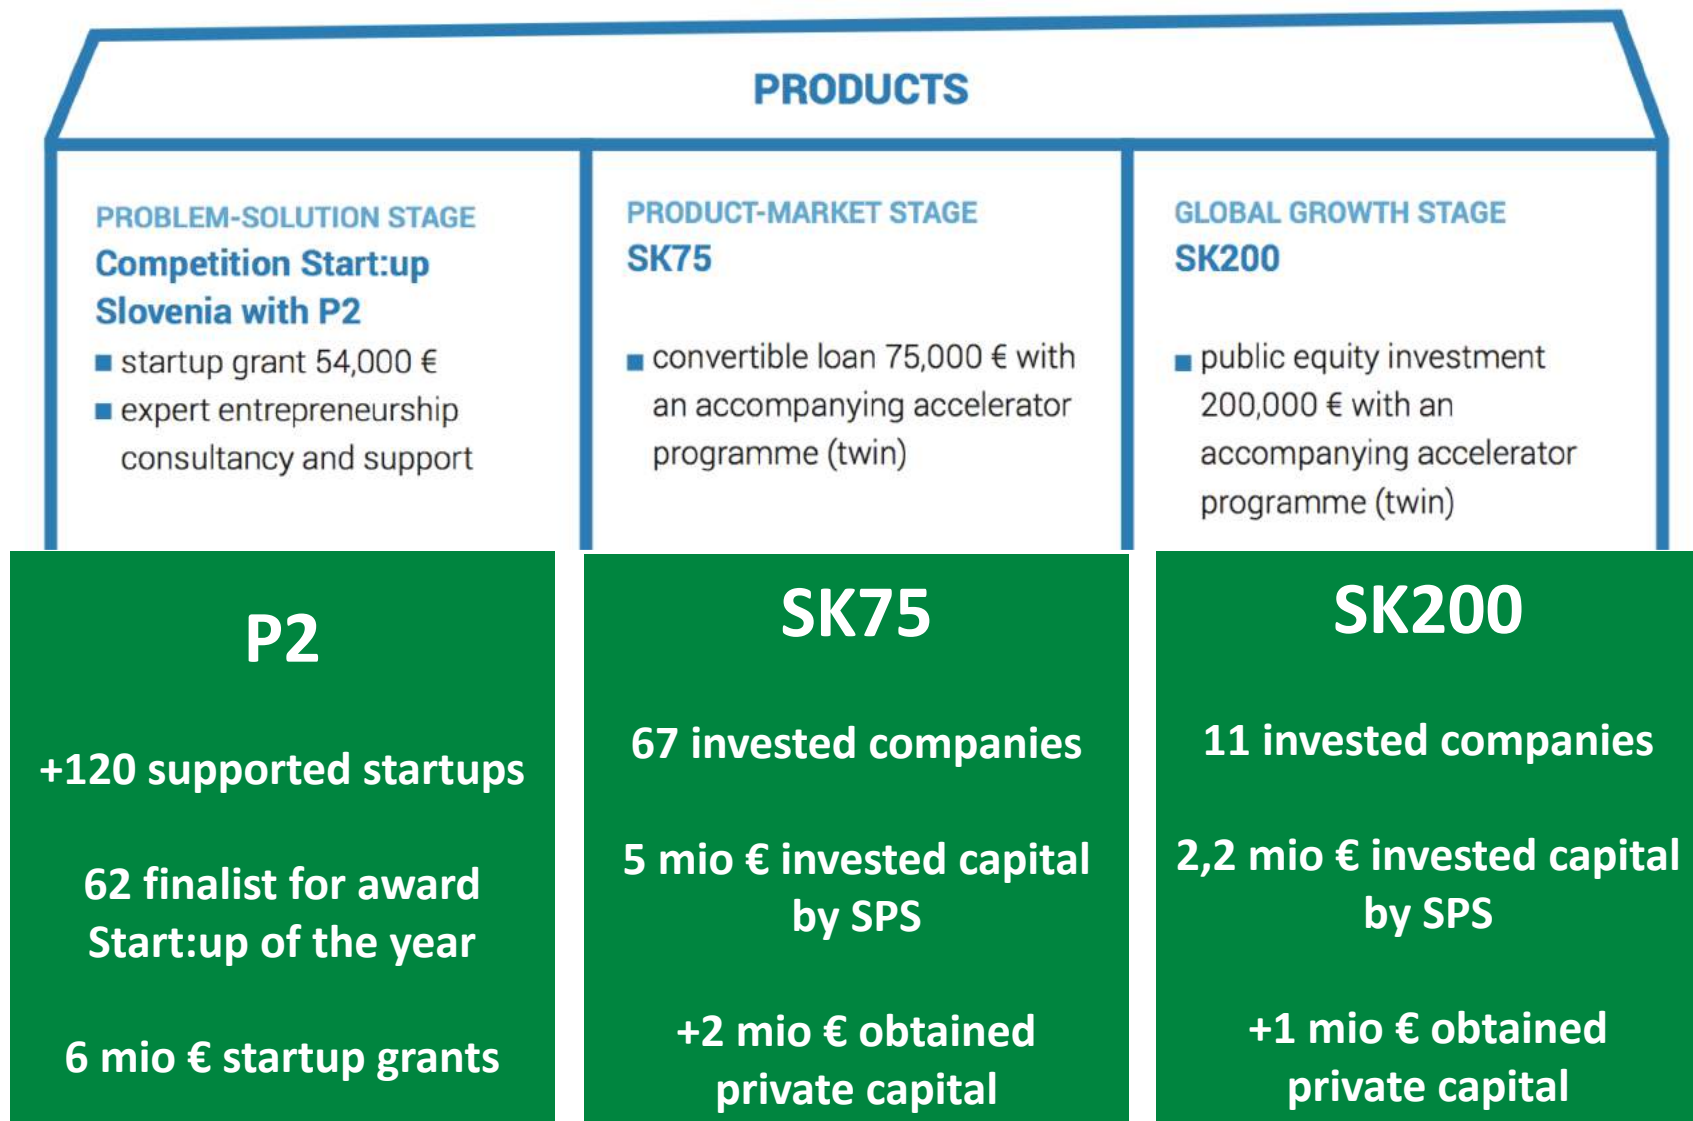 PRODUCTS
PROBLEM-SOLUTION STAGE
Competition Start:up
Slovenia with P2
startup grant 54,000 €
expert entrepreneurship
consultancy and support
PRODUCT-MARKET STAGE
SK75
convertible loan 75,000 € with
an accompanying accelerator
programme (twin)
GLOBAL GROWTH STAGE
SK200
public equity investment
200,000 € with an
accompanying accelerator
programme (twin)
P2
+120 supported startups
62 finalist for award
Start:up of the year
6 mio € startup grants
SK75
67 invested companies
5 mio € invested capital
by SPS
+2 mio € obtained
private capital
SK200
11 invested companies
2,2 mio € invested capital
by SPS
+1 mio € obtained
private capital